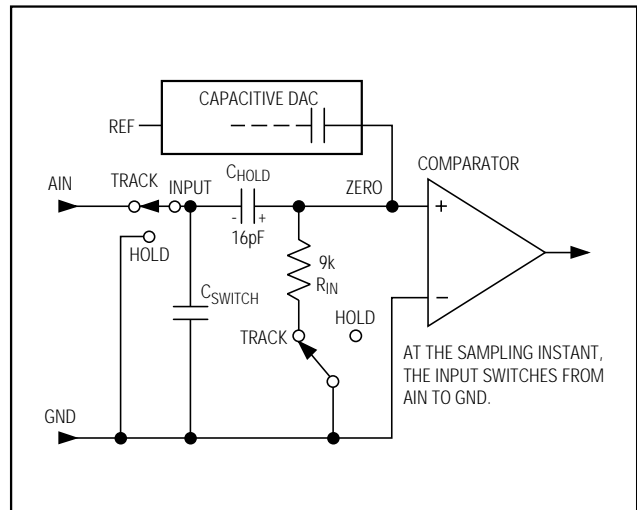 CAPACITIVE DAC
REF
COMPARATOR
AIN
TRACK
INPUT
CHOLD
ZERO
- +
16pF
+
HOLD
9k
RIN
CSWITCH
−
HOLD
TRACK
AT THE SAMPLING INSTANT,
THE INPUT SWITCHES FROM
AIN TO GND.
GND